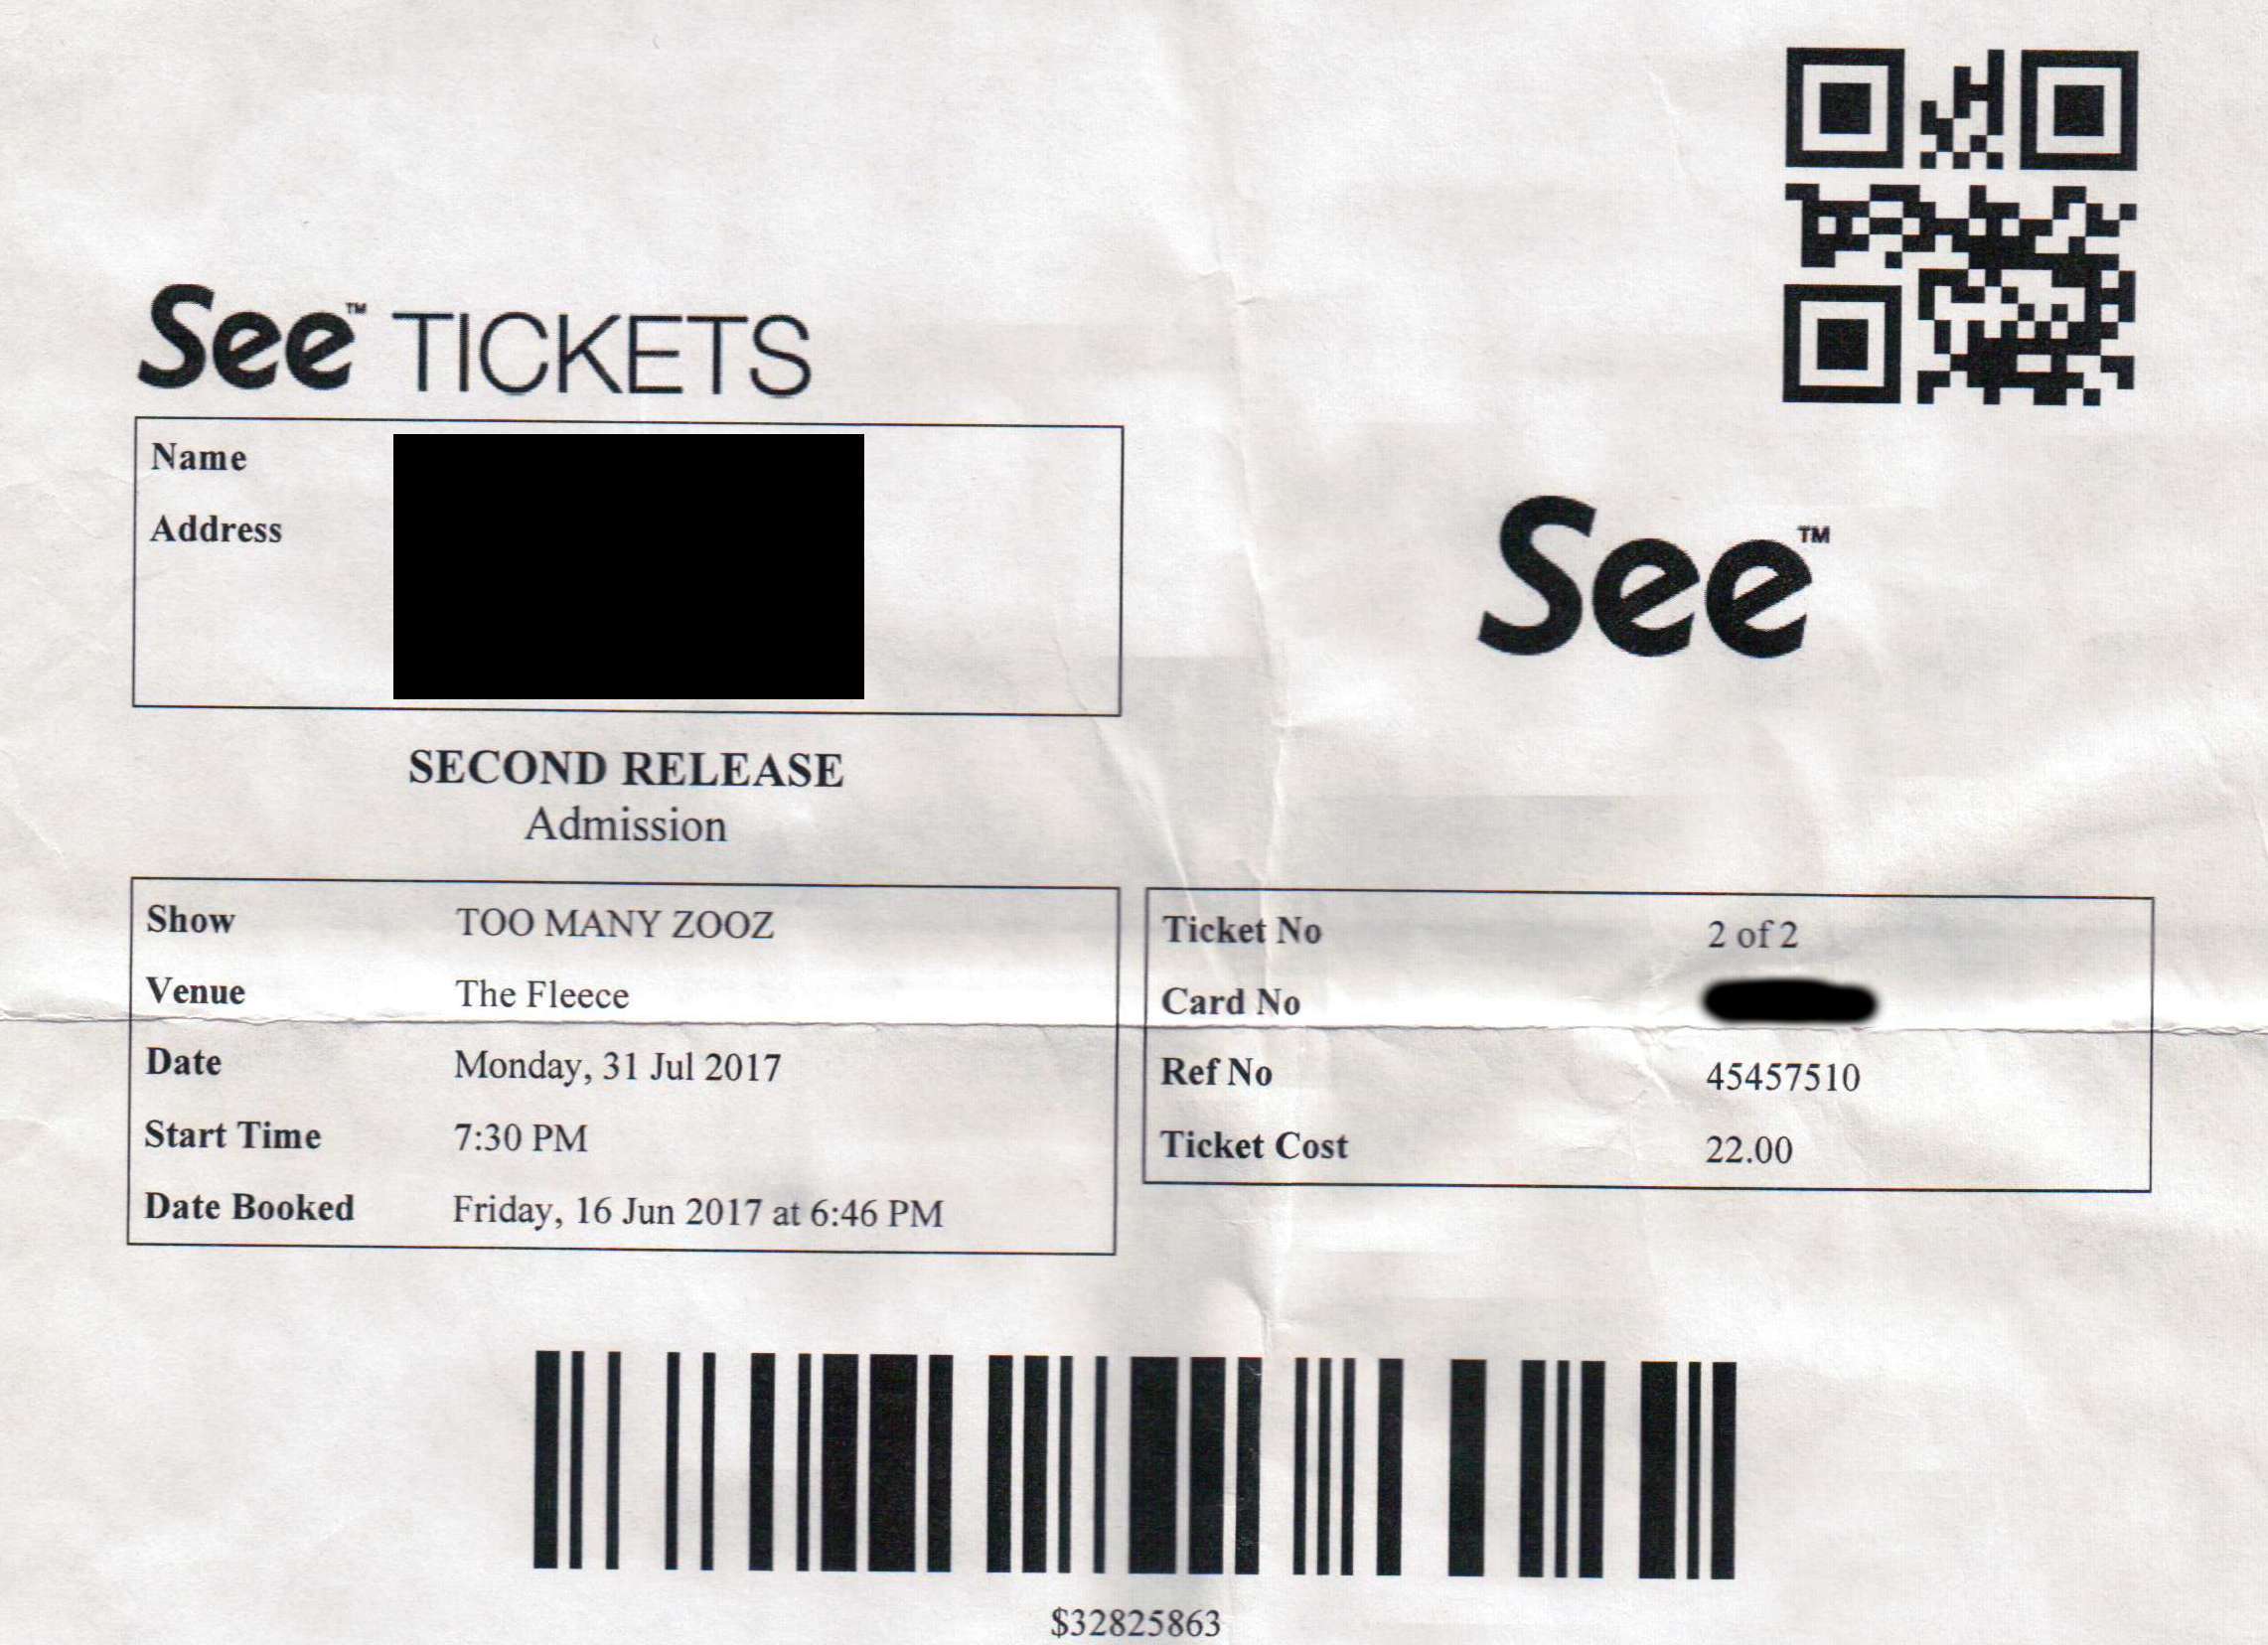 See™ TICKETS
Name
Address
See™
SECOND RELEASE
Admission
Show TOO MANY ZOOZ
Venue The Fleece
Date Monday, 31 Jul 2017
Start Time 7:30 PM
Date Booked Friday, 16 Jun 2017 at 6:46 PM
Ticket No 2 of 2
Card No
Ref No 45457510
Ticket Cost 22.00
$32825863